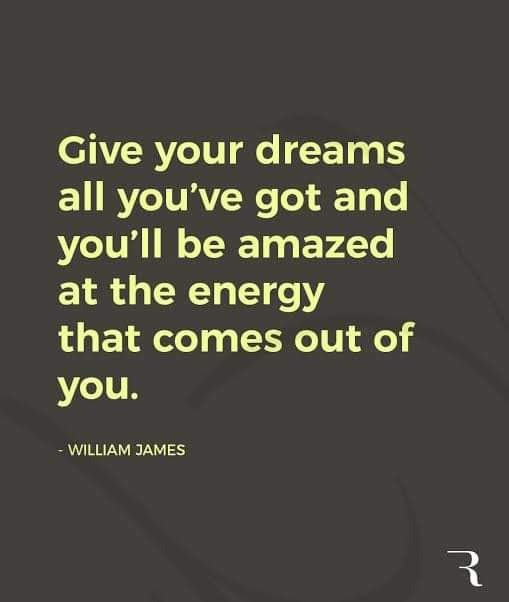 Give your dreams
all you’ve got and
you’ll be amazed
at the energy
that comes out of
you.
- WILLIAM JAMES
R